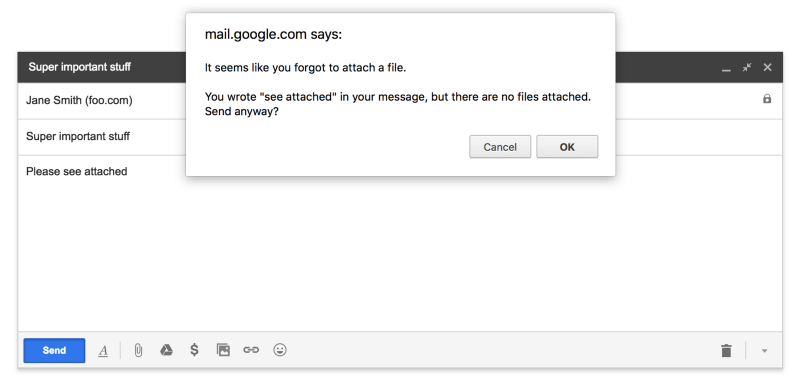 mail.google.com says:
It seems like you forgot to attach a file.
You wrote "see attached" in your message, but there are no files attached.
Send anyway?
Cancel OK
Super important stuff
Jane Smith (foo.com)
Super important stuff
Please see attached
Send A $